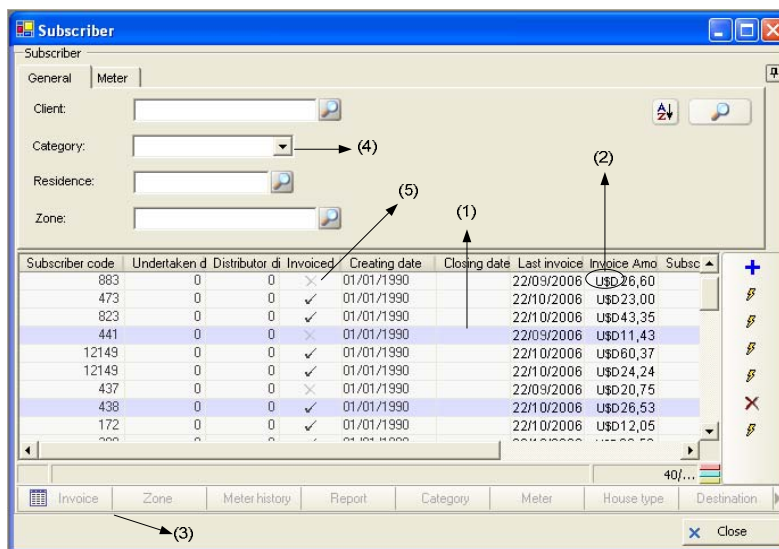 Subscriber
Subscriber
General Meter
Client:
Category: (4)
Residence:
Zone:
(5) (1) (2)
Subscriber code Undertaken d Distributor di Invoiced Creating date Closing date Last invoice Invoice Amo Subsc
883 0 0 01/01/1990 22/09/2006 U$D26,60
473 0 0 01/01/1990 22/10/2006 U$D23,00
823 0 0 01/01/1990 22/10/2006 U$D43,35
441 0 0 01/01/1990 22/09/2006 U$D11,43
12149 0 0 01/01/1990 22/10/2006 U$D60,37
12149 0 0 01/01/1990 22/10/2006 U$D24,24
437 0 0 01/01/1990 22/09/2006 U$D20,75
438 0 0 01/01/1990 22/10/2006 U$D26,53
172 0 0 01/01/1990 22/10/2006 U$D12,05
40/...
Invoice Zone Meter history Report Category Meter House type Destination
(3)
Close